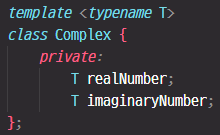 template <typename T>
class Complex {
    private:
        T realNumber;
        T imaginaryNumber;
};